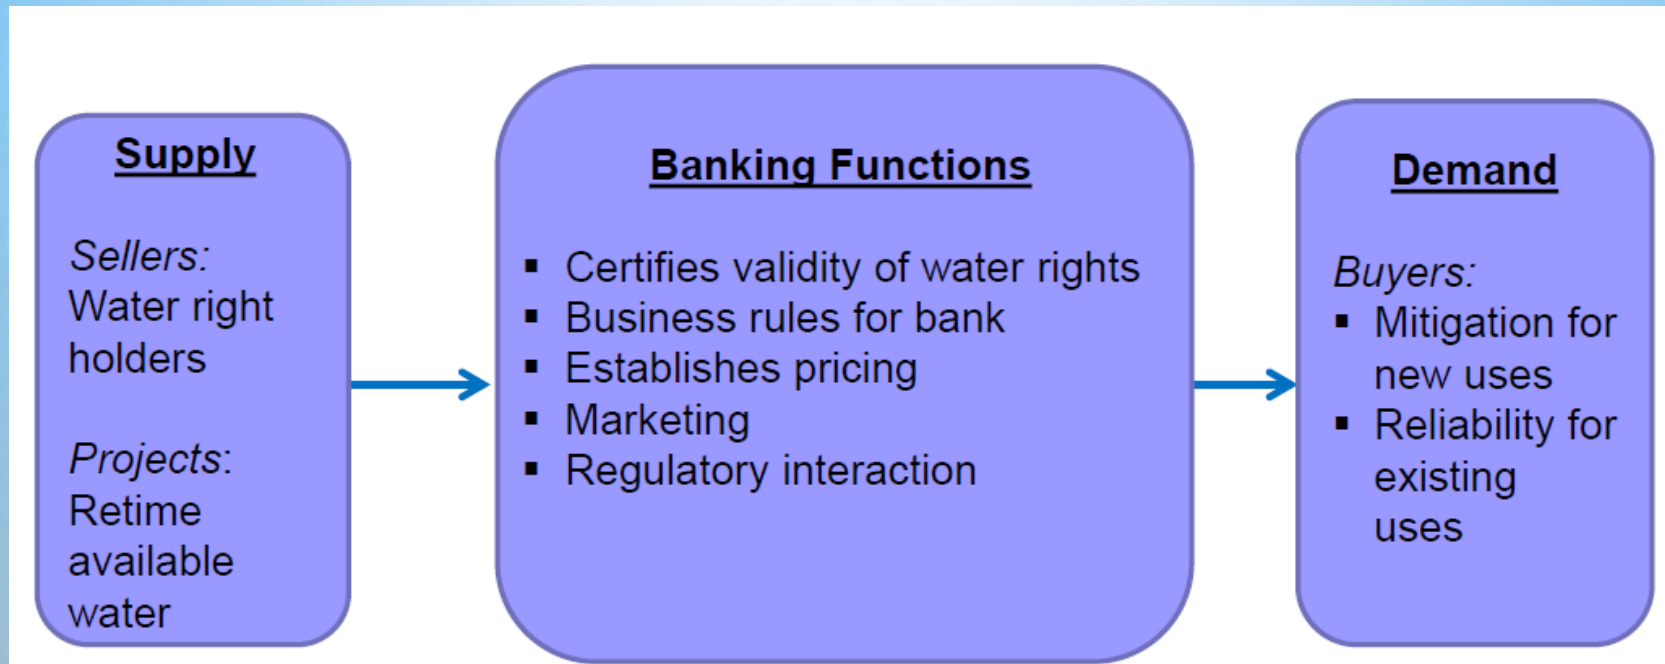 Supply
Sellers:
Water right
holders
Projects:
Retime
available
water
Banking Functions
▪ Certifies validity of water rights
▪ Business rules for bank
▪ Establishes pricing
▪ Marketing
▪ Regulatory interaction
Demand
Buyers:
▪ Mitigation for
new uses
▪ Reliability for
existing
uses